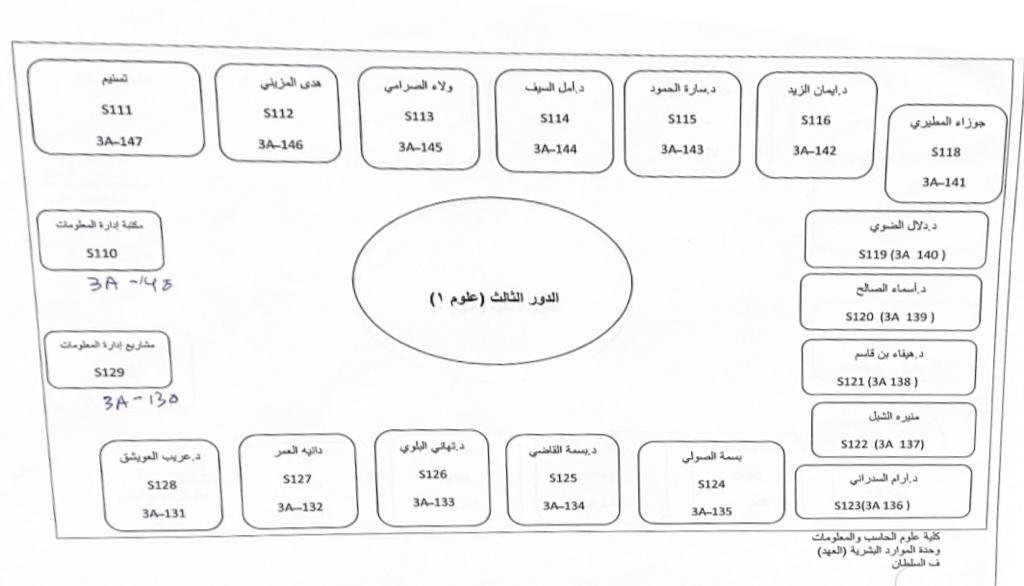 تسليم
S111
3A–147
هدى المزيني
S112
3A–146
ولاء الصرامي
S113
3A–145
د.أمل السيف
S114
3A–144
د.سارة الحمود
S115
3A–143
د.ايمان الزيد
S116
3A–142
جوزاء المطيري
S118
3A–141
مكتبة إدارة المعلومات
S110
3A -148
د.دلال الضوي
S119 (3A 140 )
د.أسماء الصالح
S120 (3A 139 )
الدور الثالث (علوم ١)
مشاريع إدارة المعلومات
S129
3A - 130
د.هيفاء بن قاسم
S121 (3A 138 )
منيره الشبل
S122 (3A 137)
د.أرام السدراني
S123(3A 136 )
د.عريب العويشق
S128
3A–131
دانيه العمر
S127
3A–132
د.تهاني البلوي
S126
3A–133
د.بسمة القاضي
S125
3A–134
بسمة الصولي
S124
3A–135
كلية علوم الحاسب والمعلومات
وحدة الموارد البشرية (العهد)
ف السلطان